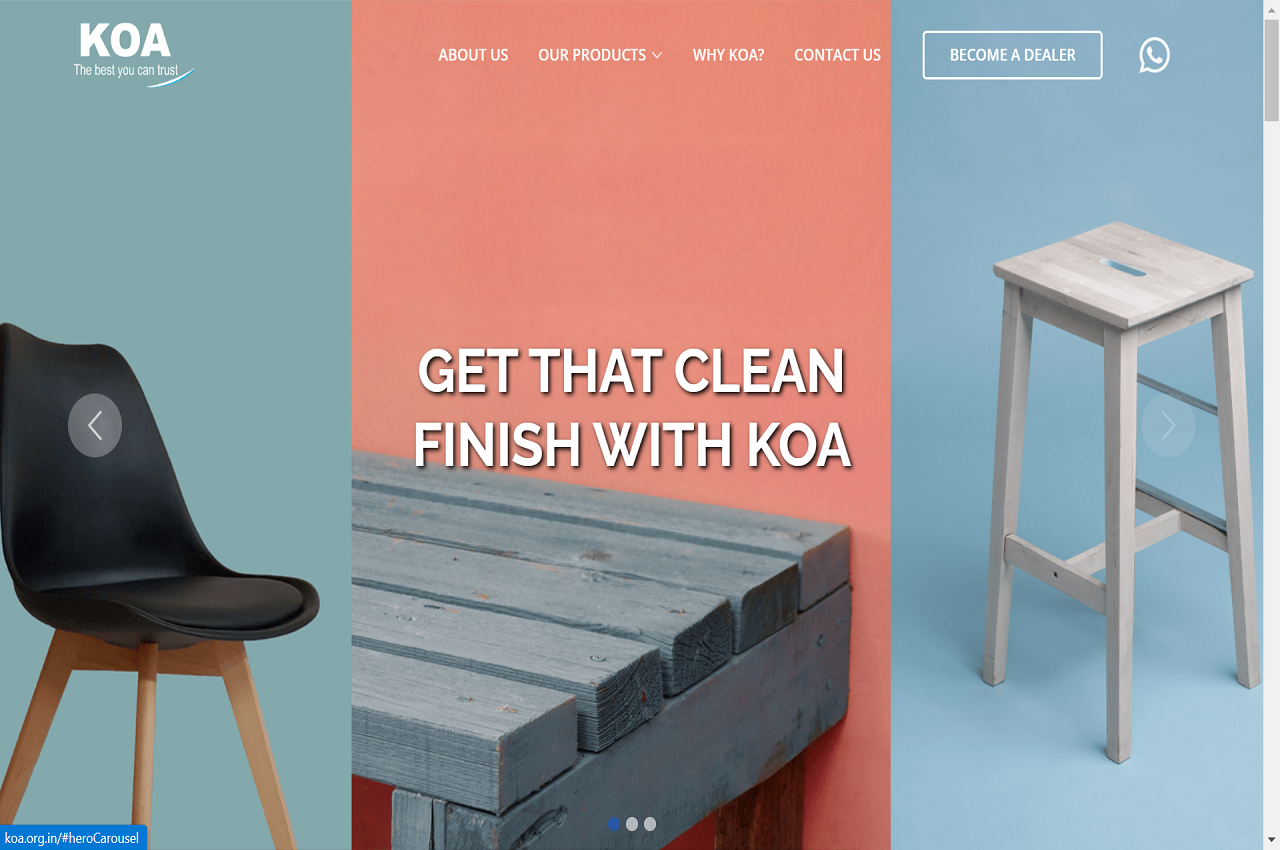 KOA
The best you can trust
ABOUT US
OUR PRODUCTS
WHY KOA?
CONTACT US
BECOME A DEALER
GET THAT CLEAN
FINISH WITH KOA
koa.org.in/#heroCarousel